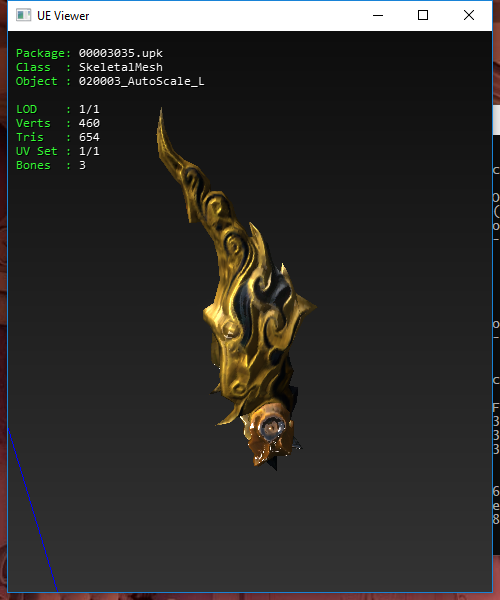 UE Viewer
Package: 00003035.upk
Class  : SkeletalMesh
Object : 020003_AutoScale_L
LOD    : 1/1
Verts  : 460
Tris   : 654
UV Set : 1/1
Bones  : 3